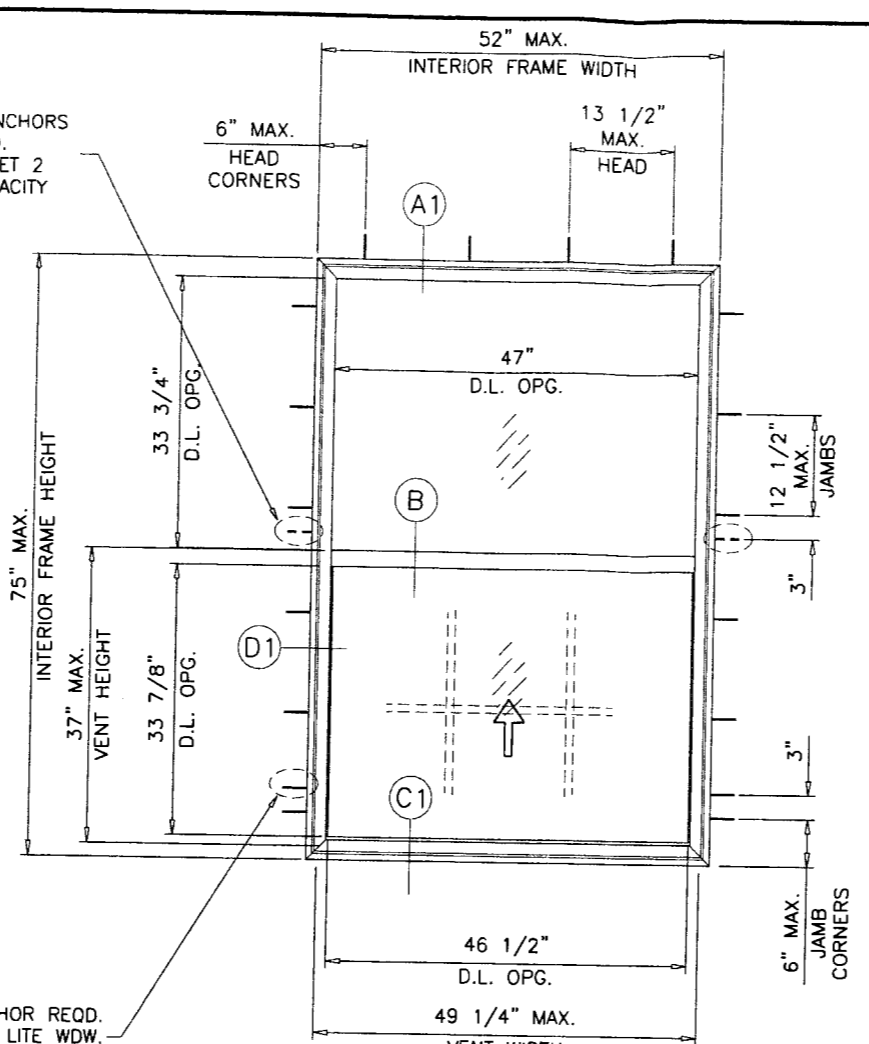 52" MAX.
INTERIOR FRAME WIDTH
NCHORS
ET 2
ACITY
6" MAX.
HEAD
CORNERS
13 1/2"
MAX.
HEAD
A1
75" MAX.
INTERIOR FRAME HEIGHT
33 3/4"
D.L. OPG.
47"
D.L. OPG.
12 1/2"
MAX.
JAMBS
B
3"
37" MAX.
VENT HEIGHT
33 7/8"
D.L. OPG.
D1
C1
3"
6" MAX.
JAMB
CORNERS
46 1/2"
D.L. OPG.
HOR REQD.
LITE WDW.
49 1/4" MAX.
VENT WIDTH